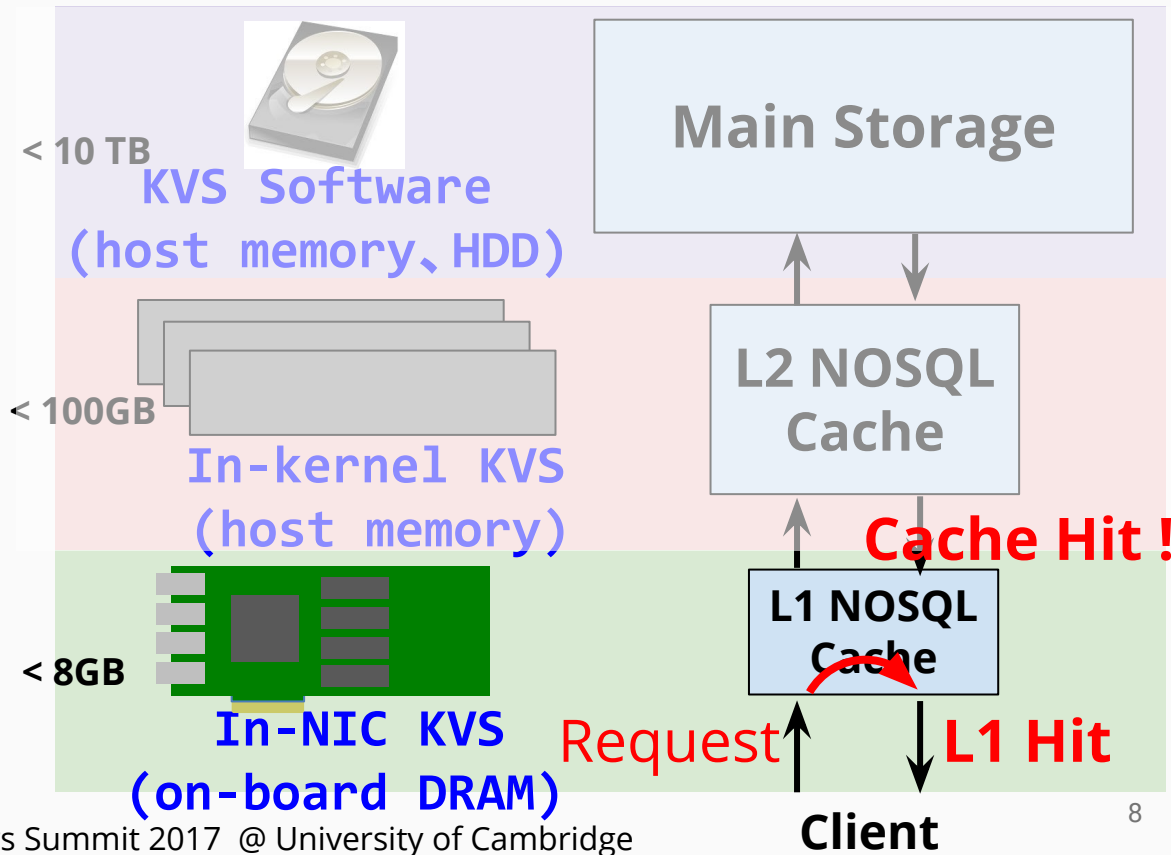 < 10 TB
KVS Software
(host memory、HDD)
Main Storage
< 100GB
In-kernel KVS
(host memory)
L2 NOSQL
Cache
Cache Hit !
< 8GB
In-NIC KVS
(on-board DRAM)
L1 NOSQL
Cache
Request
L1 Hit
Client
s Summit 2017 @ University of Cambridge
8